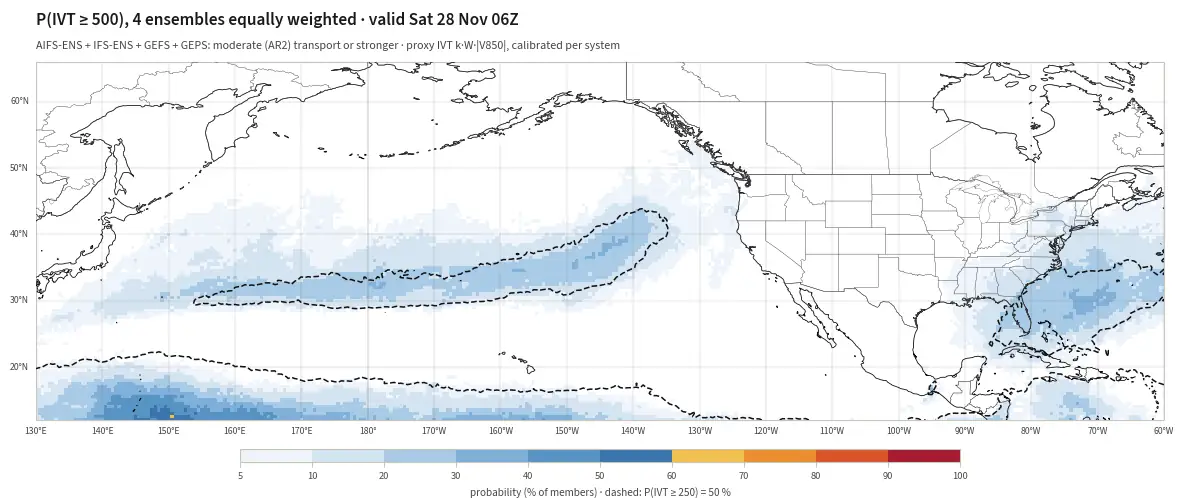 P(IVT ≥ 500), 4 ensembles equally weighted · valid Sat 28 Nov 06Z
AIFS-ENS + IFS-ENS + GEFS + GEPS: moderate (AR2) transport or stronger · proxy IVT k·W·|V850|, calibrated per system
60°N
50°N
40°N
30°N
20°N
130°E 140°E 150°E 160°E 170°E 180° 170°W 160°W 150°W 140°W 130°W 120°W 110°W 100°W 90°W 80°W 70°W 60°W
5 10 20 30 40 50 60 70 80 90 100
probability (% of members) · dashed: P(IVT ≥ 250) = 50 %